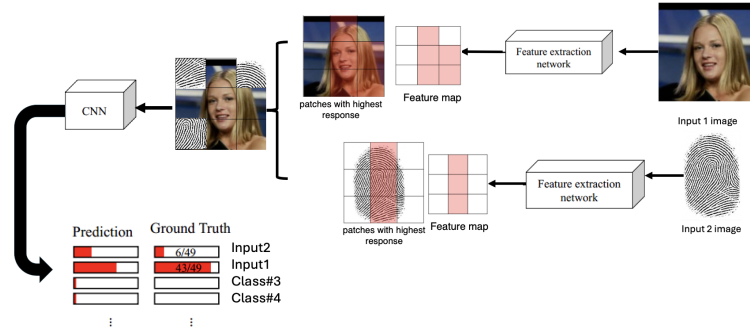 Feature extraction
network
patches with highest
response
Feature map
Input 1 image
CNN
Feature extraction
network
patches with highest
response
Feature map
Input 2 image
Prediction
Ground Truth
6/49
Input2
43/49
Input1
Class#3
Class#4